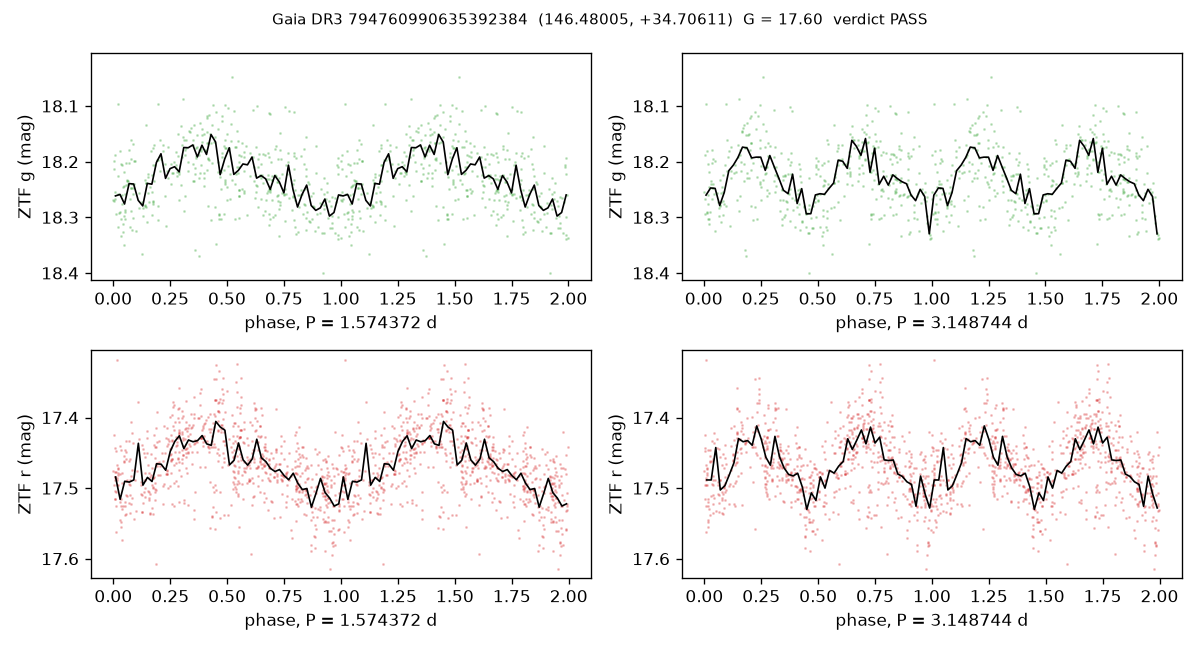 Gaia DR3 794760990635392384 (146.48005, +34.70611) G = 17.60 verdict PASS
ZTF g (mag)
18.1
18.2
18.3
18.4
0.00 0.25 0.50 0.75 1.00 1.25 1.50 1.75 2.00
phase, P = 1.574372 d
ZTF g (mag)
18.1
18.2
18.3
18.4
0.00 0.25 0.50 0.75 1.00 1.25 1.50 1.75 2.00
phase, P = 3.148744 d
ZTF r (mag)
17.4
17.5
17.6
0.00 0.25 0.50 0.75 1.00 1.25 1.50 1.75 2.00
phase, P = 1.574372 d
ZTF r (mag)
17.4
17.5
17.6
0.00 0.25 0.50 0.75 1.00 1.25 1.50 1.75 2.00
phase, P = 3.148744 d